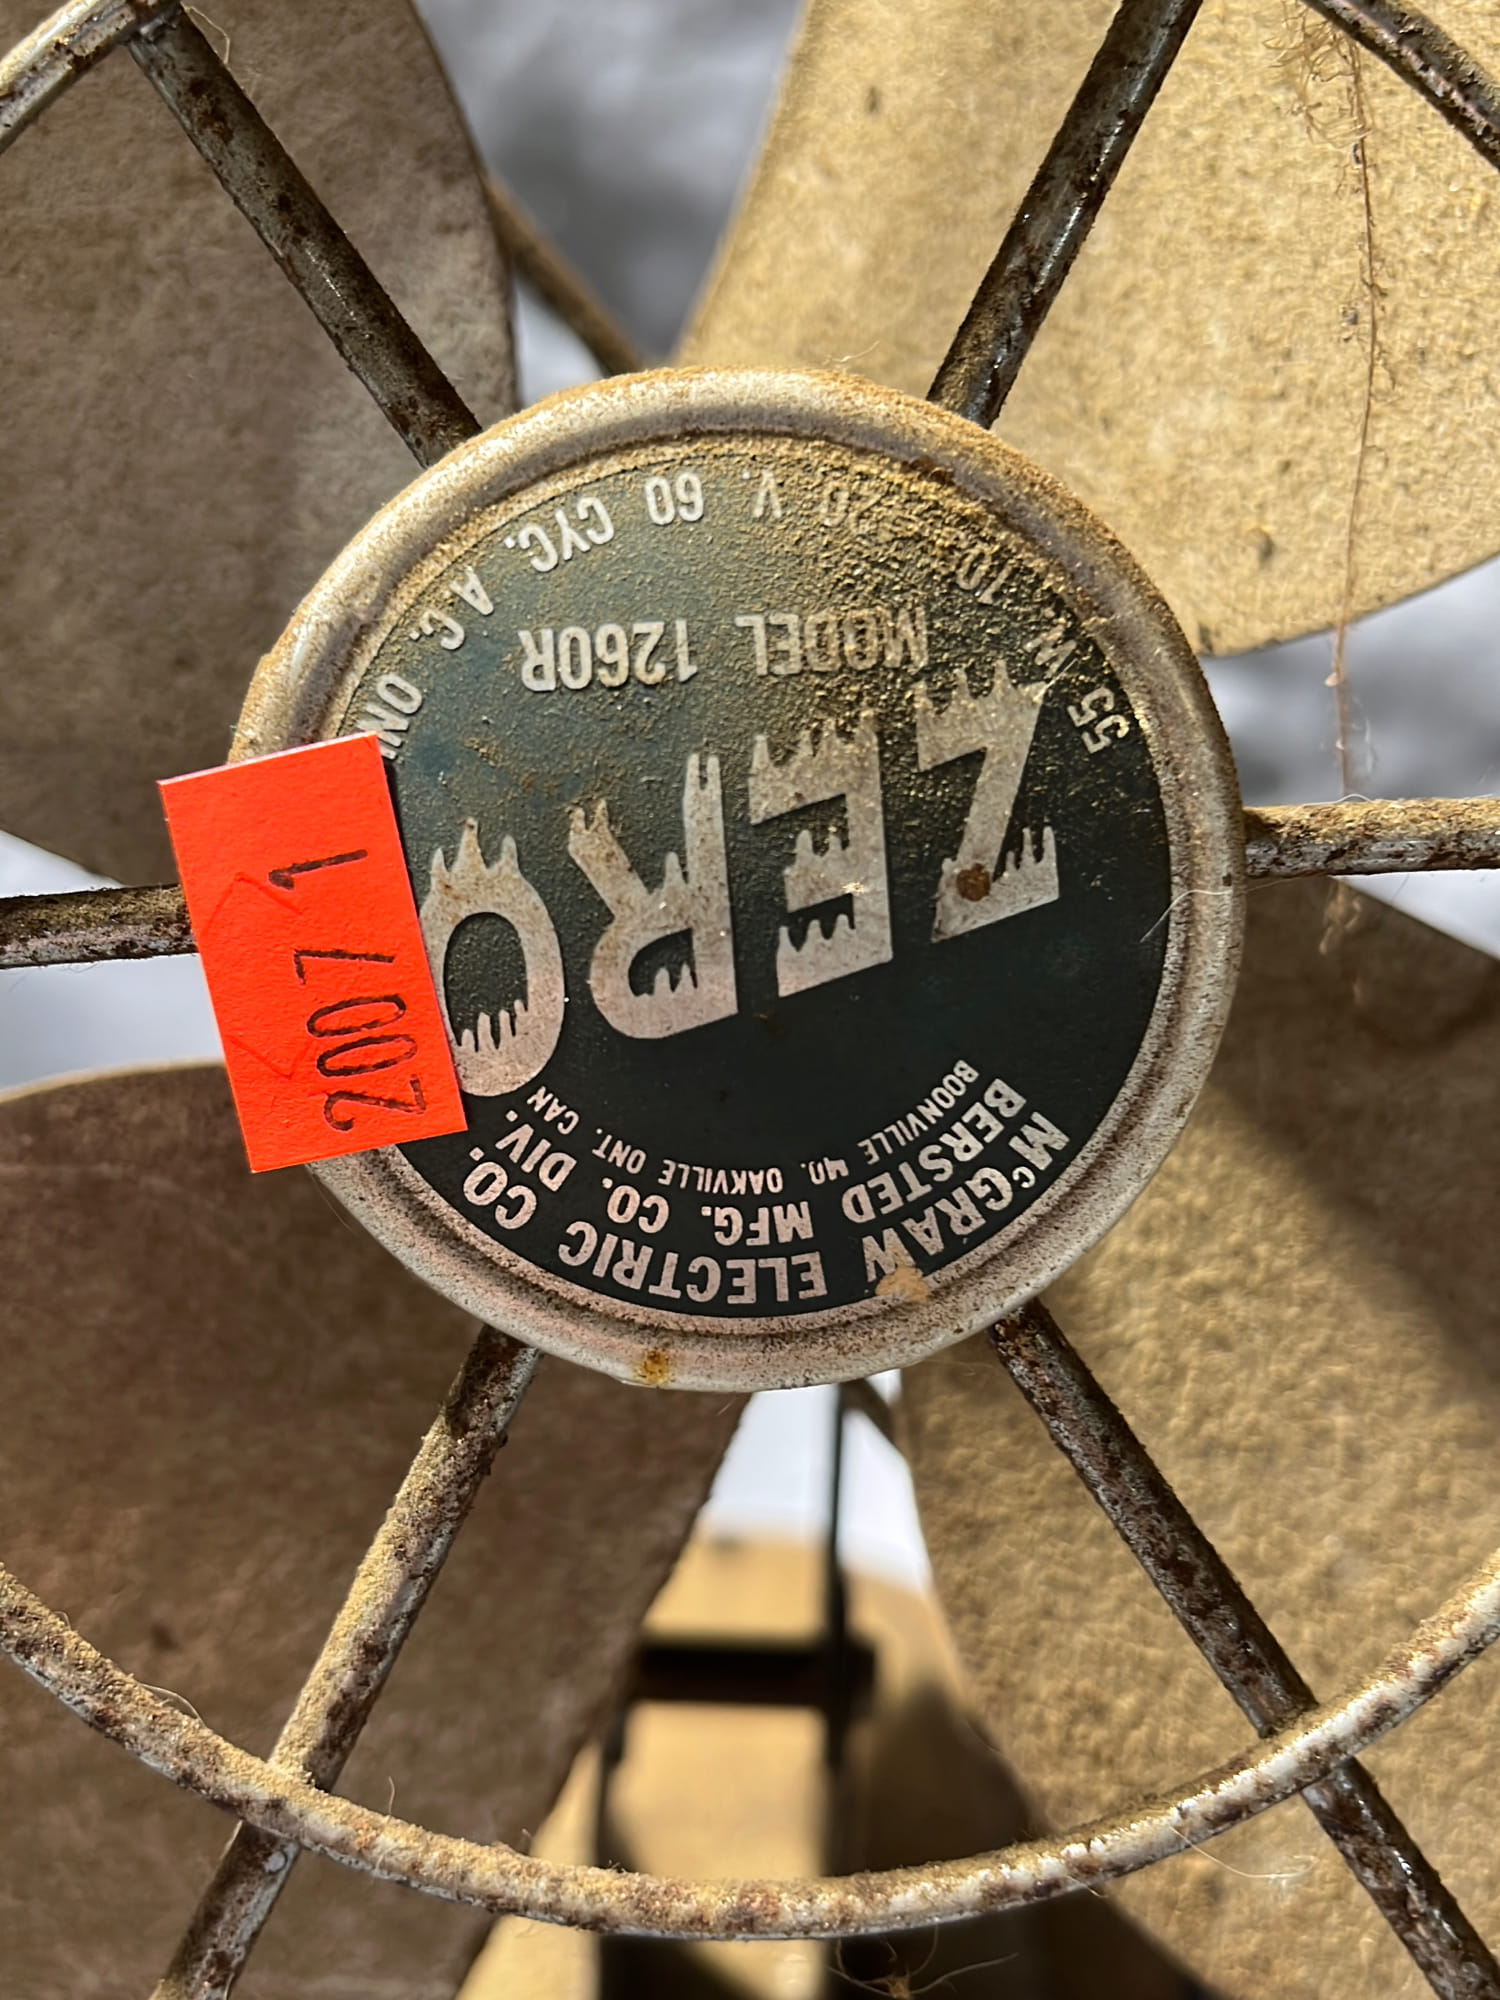 McGRAW ELECTRIC CO.
BERSTED MFG. CO. DIV.
BOONVILLE MO. OAKVILLE ONT. CAN
ZERO
MODEL 1260R
55 W. 110-120 V. 60 CYC. A.C.
2007 1